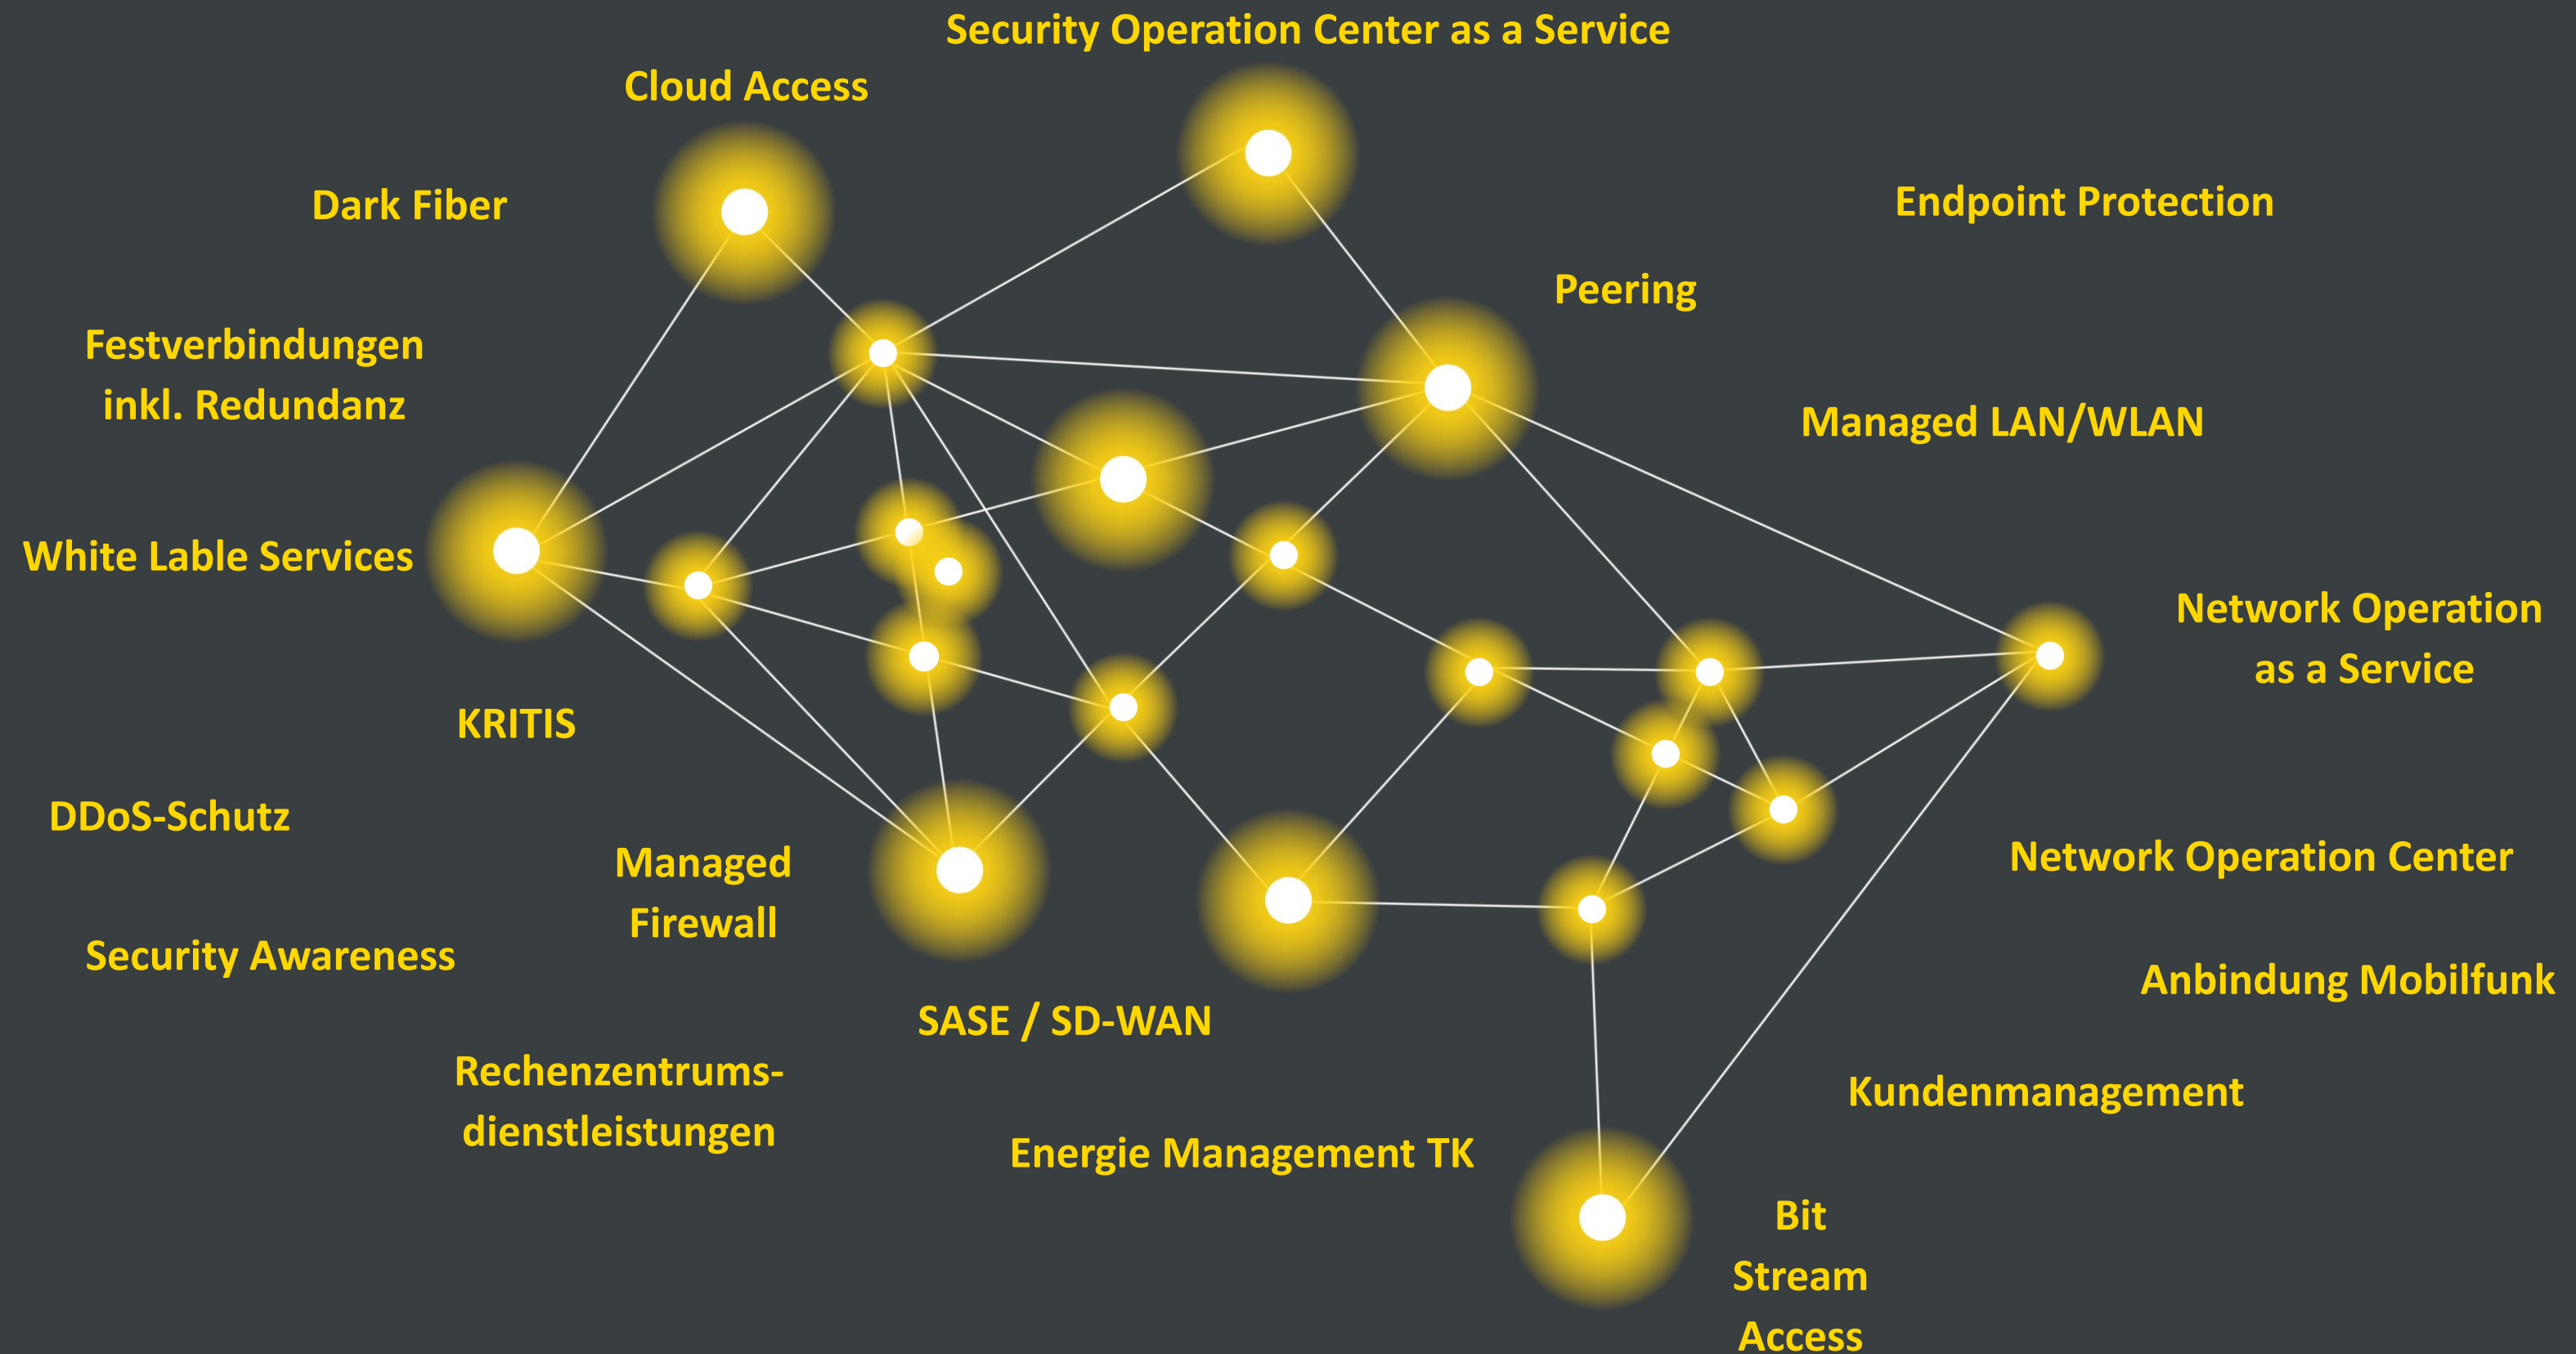 Security Operation Center as a Service
Cloud Access
Dark Fiber
Endpoint Protection
Peering
Festverbindungen
inkl. Redundanz
Managed LAN/WLAN
White Lable Services
Network Operation
as a Service
KRITIS
DDoS-Schutz
Managed
Firewall
Network Operation Center
Security Awareness
Anbindung Mobilfunk
SASE / SD-WAN
Rechenzentrums-
dienstleistungen
Kundenmanagement
Energie Management TK
Bit
Stream
Access